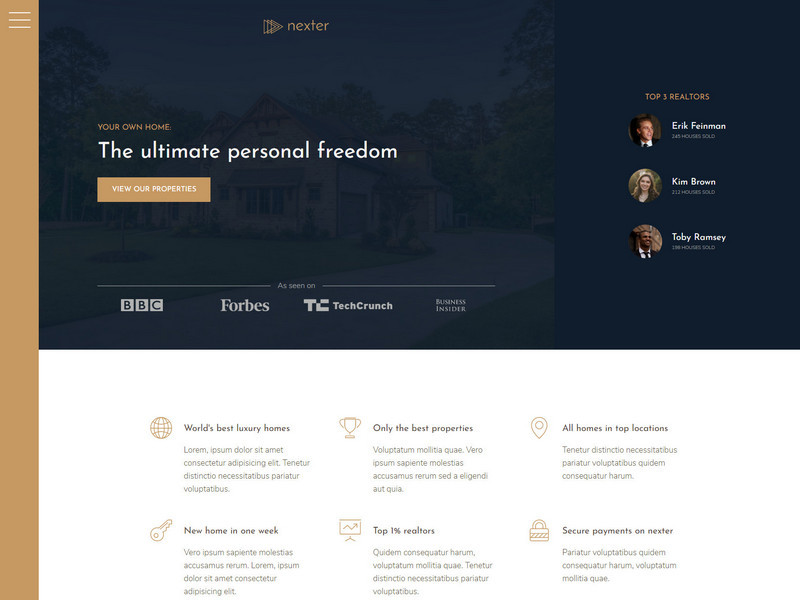 nexter
YOUR OWN HOME:
The ultimate personal freedom
VIEW OUR PROPERTIES
As seen on
BBC
Forbes
TC TechCrunch
BUSINESS
INSIDER
TOP 3 REALTORS
Erik Feinman
245 HOUSES SOLD
Kim Brown
212 HOUSES SOLD
Toby Ramsey
198 HOUSES SOLD
World's best luxury homes
Lorem, ipsum dolor sit amet
consectetur adipisicing elit. Tenetur
distinctio necessitatibus pariatur
voluptatibus.
Only the best properties
Voluptatum mollitia quae. Vero
ipsum sapiente molestias
accusamus rerum sed a eligendi
aut quia.
All homes in top locations
Tenetur distinctio necessitatibus
pariatur voluptatibus quidem
consequatur harum.
New home in one week
Vero ipsum sapiente molestias
accusamus rerum. Lorem, ipsum
dolor sit amet consectetur
adipisicing elit.
Top 1% realtors
Quidem consequatur harum,
voluptatum mollitia quae. Tenetur
distinctio necessitatibus pariatur
voluptatibus.
Secure payments on nexter
Pariatur voluptatibus quidem
consequatur harum, voluptatum
mollitia quae.